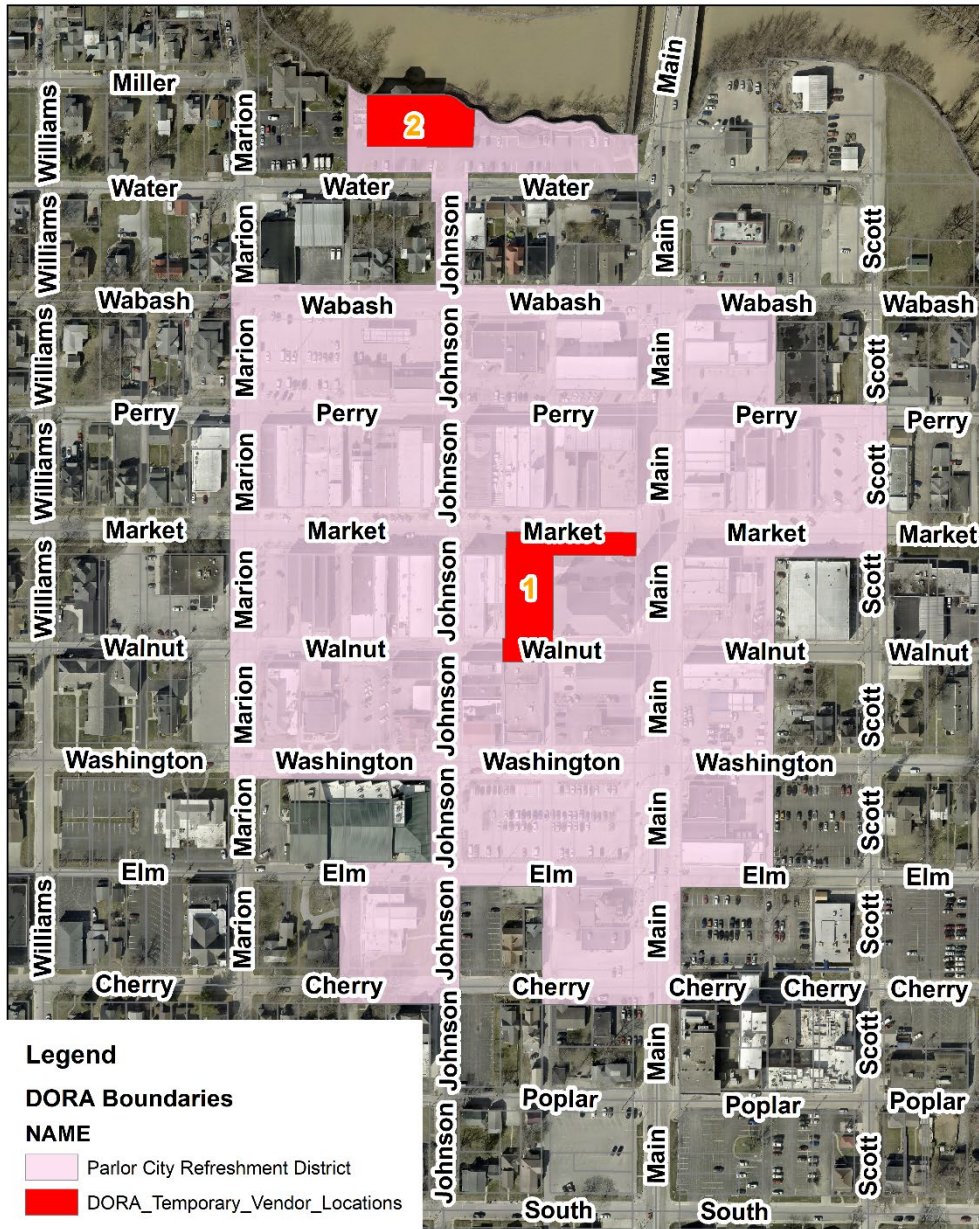 Main
Miller
Williams
Marion
2
Water
Water
Williams
Marion
Johnson
Main
Scott
Wabash
Wabash
Wabash
Wabash
Williams
Marion
Johnson
Main
Scott
Perry
Perry
Perry
Perry
Perry
Williams
Marion
Johnson
Main
Scott
Market
Market
Market
Market
Market
Williams
Marion
Johnson
1
Main
Scott
Walnut
Walnut
Walnut
Walnut
Walnut
Marion
Johnson
Main
Scott
Washington
Washington
Washington
Washington
Marion
Johnson
Main
Scott
Elm
Elm
Elm
Elm
Elm
Williams
Marion
Johnson
Main
Scott
Cherry
Cherry
Cherry
Cherry
Cherry
Cherry
Johnson
Main
Scott
Poplar
Poplar
Poplar
Johnson
Main
Scott
South
South
Legend
DORA Boundaries
NAME
Parlor City Refreshment District
DORA_Temporary_Vendor_Locations